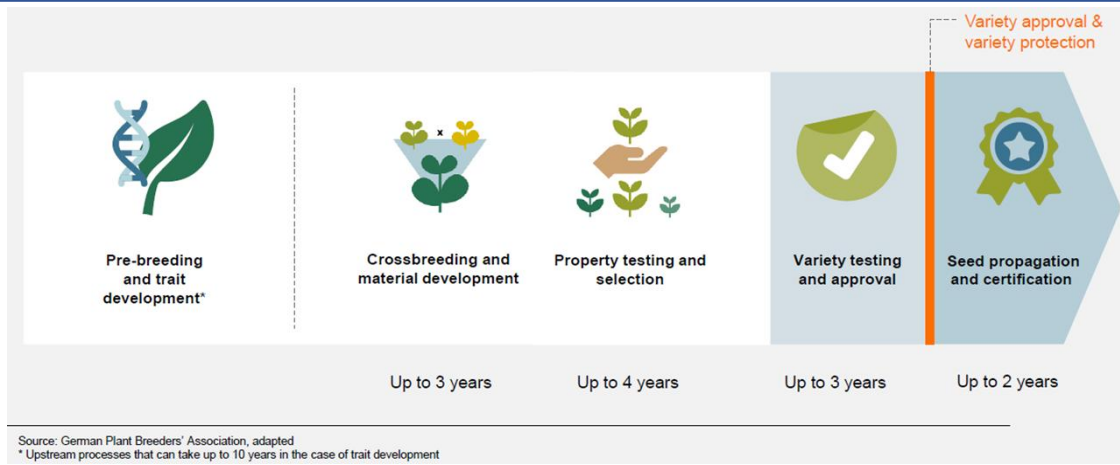 Variety approval &
variety protection
x
Pre-breeding
and trait
development*
Crossbreeding and
material development
Property testing and
selection
Variety testing
and approval
Seed propagation
and certification
Up to 3 years
Up to 4 years
Up to 3 years
Up to 2 years
Source: German Plant Breeders' Association, adapted
* Upstream processes that can take up to 10 years in the case of trait development